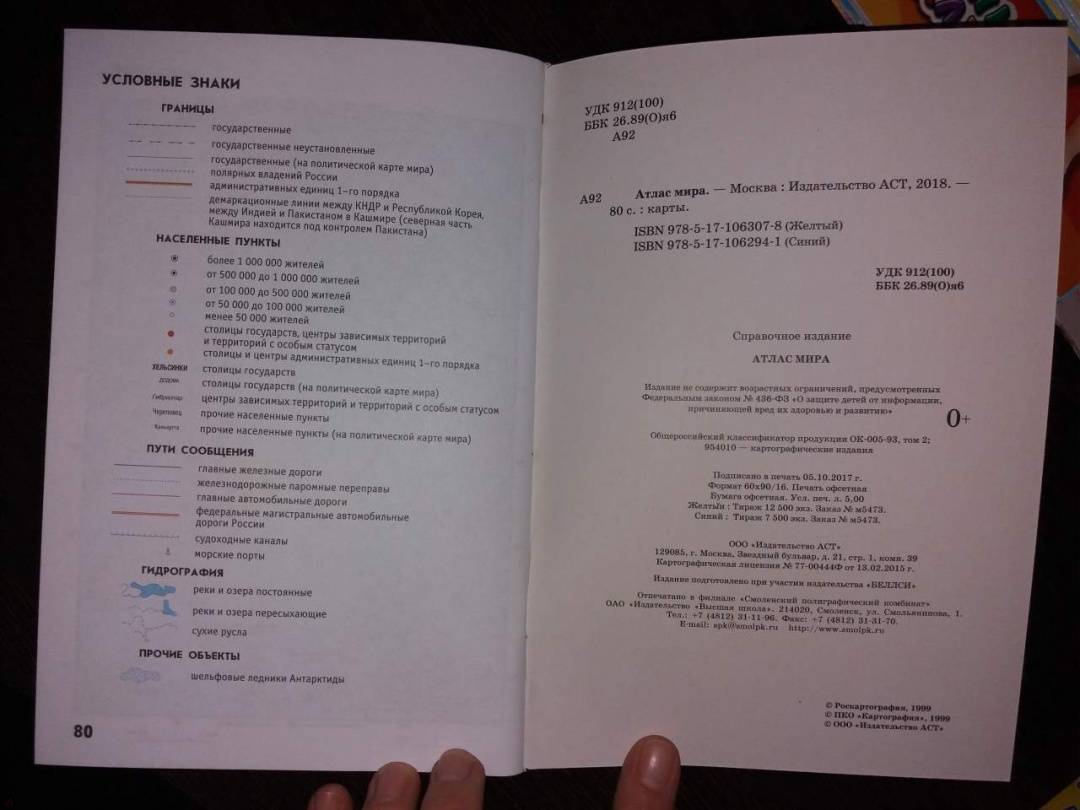 УСЛОВНЫЕ ЗНАКИ
ГРАНИЦЫ
государственные
государственные неустановленные
государственные (на политической карте мира)
полярных владений России
административных единиц 1-го порядка
демаркационные линии между КНДР и Республикой Корея,
между Индией и Пакистаном в Кашмире (северная часть
Кашмира находится под контролем Пакистана)
НАСЕЛЕННЫЕ ПУНКТЫ
более 1 000 000 жителей
от 500 000 до 1 000 000 жителей
от 100 000 до 500 000 жителей
от 50 000 до 100 000 жителей
менее 50 000 жителей
столицы государств, центры зависимых территорий
и территорий с особым статусом
столицы и центры административных единиц 1-го порядка
ХЕЛЬСИНКИ столицы государств
ДОДОМА столицы государств (на политической карте мира)
Гибралтар центры зависимых территорий и территорий с особым статусом
Череповец прочие населенные пункты
Калькутта прочие населенные пункты (на политической карте мира)
ПУТИ СООБЩЕНИЯ
главные железные дороги
железнодорожные паромные переправы
главные автомобильные дороги
федеральные магистральные автомобильные
дороги России
судоходные каналы
морские порты
ГИДРОГРАФИЯ
реки и озера постоянные
реки и озера пересыхающие
сухие русла
ПРОЧИЕ ОБЪЕКТЫ
шельфовые ледники Антарктиды
80
УДК 912(100)
ББК 26.89(О)я6
А92
А92 Атлас мира. — Москва : Издательство АСТ, 2018. —
80 с. : карты.
ISBN 978-5-17-106307-8 (Желтый)
ISBN 978-5-17-106294-1 (Синий)
УДК 912(100)
ББК 26.89(О)я6
Справочное издание
АТЛАС МИРА
Издание не содержит возрастных ограничений, предусмотренных
Федеральным законом № 436-ФЗ «О защите детей от информации,
причиняющей вред их здоровью и развитию»
0+
Общероссийский классификатор продукции ОК-005-93, том 2;
954010 — картографические издания
Подписано в печать 05.10.2017 г.
Формат 60х90/16. Печать офсетная
Бумага офсетная. Усл. печ. л. 5,00
Желтый : Тираж 12 500 экз. Заказ № м5473.
Синий : Тираж 7 500 экз. Заказ № м5473.
ООО «Издательство АСТ»
129085, г. Москва, Звездный бульвар, д. 21, стр. 1, комн. 39
Картографическая лицензия № 77-00444Ф от 13.02.2015 г.
Издание подготовлено при участии издательства «БЕЛЛСИ»
Отпечатано в филиале «Смоленский полиграфический комбинат»
ОАО «Издательство «Высшая школа». 214020, Смоленск, ул. Смольянинова, 1.
Тел.: +7 (4812) 31-11-96. Факс: +7 (4812) 31-31-70.
E-mail: spk@smolpk.ru http://www.smolpk.ru
© Роскартография, 1999
© ПКО «Картография», 1999
© ООО «Издательство АСТ»